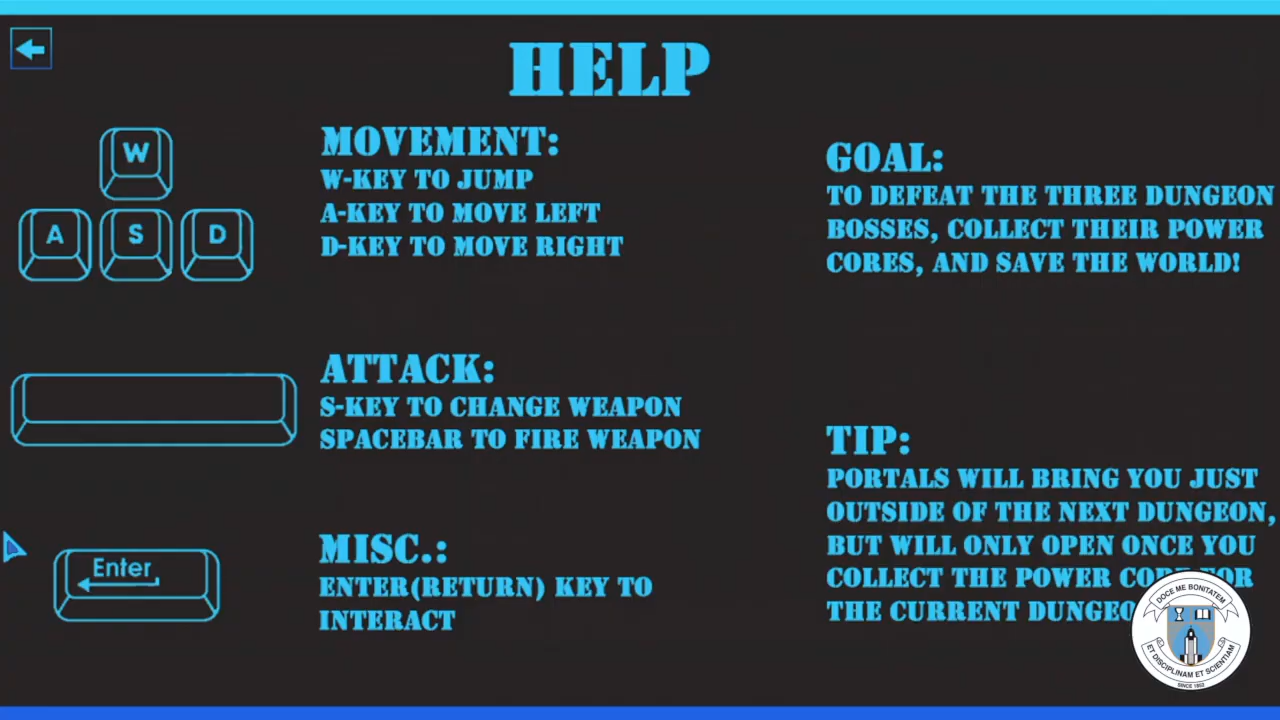 HELP
W
A
S
D
MOVEMENT:
W-KEY TO JUMP
A-KEY TO MOVE LEFT
D-KEY TO MOVE RIGHT
ATTACK:
S-KEY TO CHANGE WEAPON
SPACEBAR TO FIRE WEAPON
Enter
MISC.:
ENTER(RETURN) KEY TO
INTERACT
GOAL:
TO DEFEAT THE THREE DUNGEON
BOSSES, COLLECT THEIR POWER
CORES, AND SAVE THE WORLD!
TIP:
PORTALS WILL BRING YOU JUST
OUTSIDE OF THE NEXT DUNGEON,
BUT WILL ONLY OPEN ONCE YOU
COLLECT THE POWER
THE CURRENT
DOCE ME BONITATEM
ET DISCIPLINAM ET SCIENTIAM
SINCE 1852